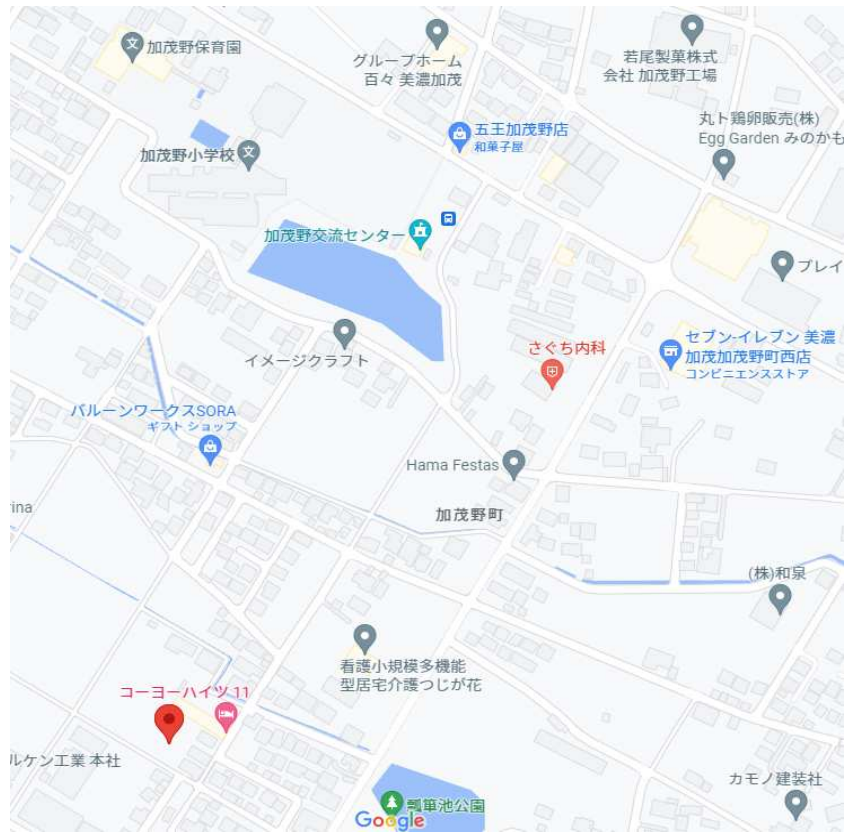 加茂野保育園
グループホーム
百々 美濃加茂
若尾製菓株式
会社 加茂野工場
丸ト鶏卵販売(株)
Egg Garden みのかも
五王加茂野店
和菓子屋
加茂野小学校
加茂野交流センター
プレイ
イメージクラフト
さぐち内科
セブン-イレブン 美濃
加茂加茂野町西店
コンビニエンスストア
バルーンワークスSORA
ギフト ショップ
Hama Festas
rina
加茂野町
(株)和泉
看護小規模多機能
型居宅介護つじが花
コーヨーハイツ 11
ルケン工業 本社
カモノ建装社
瓢箪池公園
Google